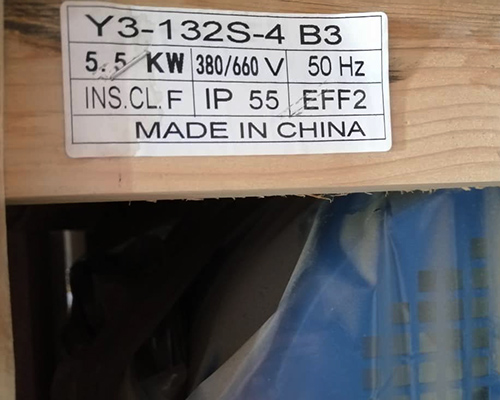 Y3-132S-4 B3
5.5 KW 380/660 V 50 Hz
INS.CL.F IP 55 EFF2
MADE IN CHINA